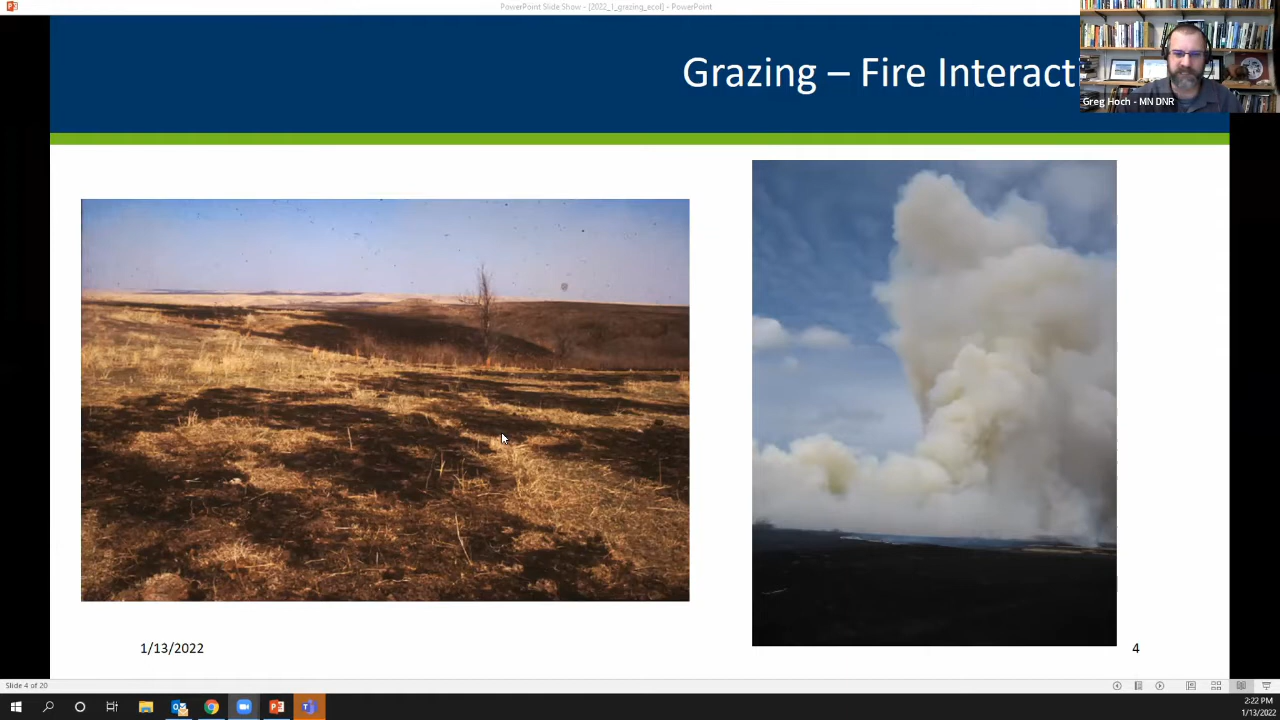 PowerPoint Slide Show - [2022_1_grazing_ecol] - PowerPoint
Grazing – Fire Interact
Greg Hoch - MN DNR
1/13/2022
4
Slide 4 of 20
2:22 PM
1/13/2022